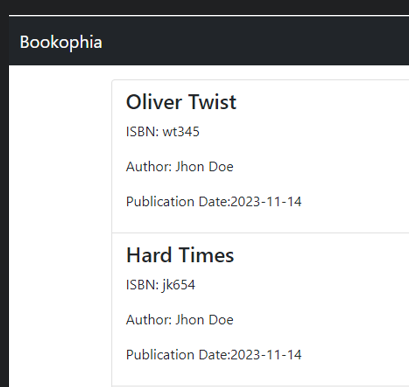 Bookophia
Oliver Twist
ISBN: wt345
Author: Jhon Doe
Publication Date:2023-11-14
Hard Times
ISBN: jk654
Author: Jhon Doe
Publication Date:2023-11-14